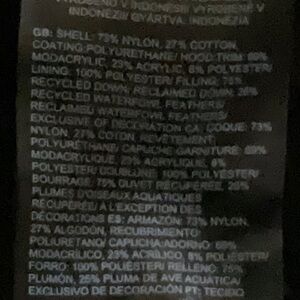 VYROBENO V INDONÉSII VYROBENÉ V
INDONÉZII GYÁRTVA: INDONÉZIA
GB: SHELL: 73% NYLON, 27% COTTON,
COATING:POLYURETHANE/ HOOD:TRIM: 69%
MODACRYLIC, 23% ACRYLIC, 8% POLYESTER/
LINING: 100% POLYESTER/ FILLING: 75%
RECYCLED DOWN/RECLAIMED DOWN, 25%
RECYCLED WATERFOWL FEATHERS/
RECLAIMED WATERFOWL FEATHERS/
EXCLUSIVE OF DECORATION CA: COQUE: 73%
NYLON, 27% COTON, REVÊTEMENT
POLYURÉTHANE/ CAPUCHE GARNITURE: 69%
MODACRYLIQUE, 23% ACRYLIQUE, 8%
POLYESTER/ DOUBLURE: 100% POLYESTER/
BOURRAGE: 75% DUVET RÉCUPÉRÉE, 25%
PLUMES D'OISEAUX AQUATIQUES
RÉCUPÉRÉE/ À L'EXCEPTION DES
DÉCORATIONS ES: ARMAZÓN: 73% NYLON,
27% ALGODÓN, RECUBRIMIENTO
POLIURETANO/ CAPUCHA:ADORNO: 69%
MODACRÍLICO, 23% ACRÍLICO, 8% POLIÉSTER/
FORRO: 100% POLIÉSTER/ RELLENO: 75%
PLUMÓN, 25% PLUMA DE AVE ACUÁTICA/
EXCLUSIVO DE DECORACIÓN PT: TECIDO